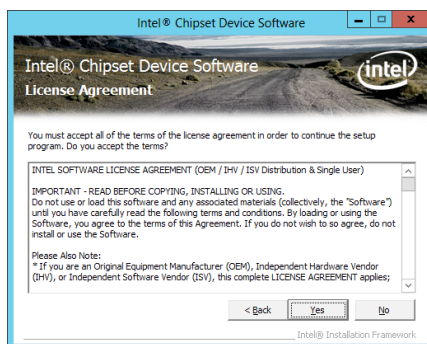 Intel® Chipset Device Software
Intel® Chipset Device Software
intel
License Agreement
You must accept all of the terms of the license agreement in order to continue the setup
program. Do you accept the terms?
INTEL SOFTWARE LICENSE AGREEMENT (OEM / IHV / ISV Distribution & Single User)
IMPORTANT - READ BEFORE COPYING, INSTALLING OR USING.
Do not use or load this software and any associated materials (collectively, the "Software")
until you have carefully read the following terms and conditions. By loading or using the
Software, you agree to the terms of this Agreement. If you do not wish to so agree, do not
install or use the Software.
Please Also Note:
* If you are an Original Equipment Manufacturer (OEM), Independent Hardware Vendor
(IHV), or Independent Software Vendor (ISV), this complete LICENSE AGREEMENT applies;
< Back Yes No
Intel® Installation Framework